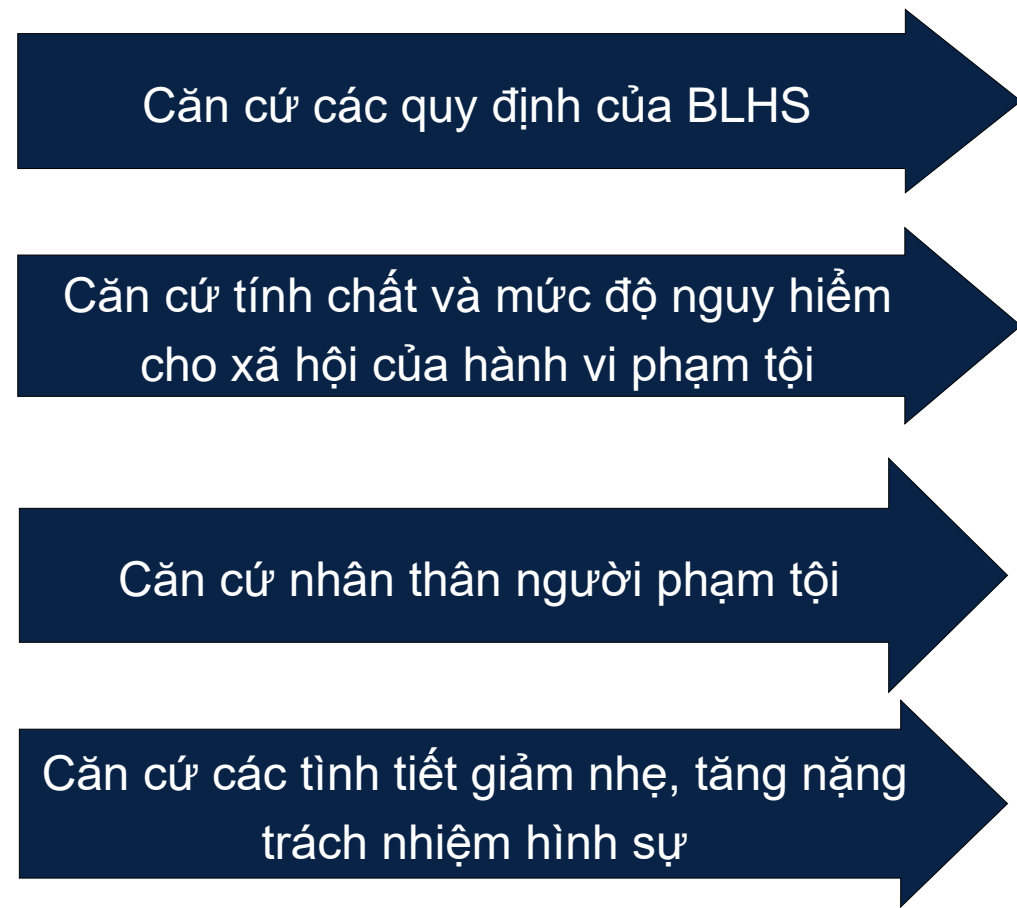 Căn cứ các quy định của BLHS
Căn cứ tính chất và mức độ nguy hiểm
cho xã hội của hành vi phạm tội
Căn cứ nhân thân người phạm tội
Căn cứ các tình tiết giảm nhẹ, tăng nặng
trách nhiệm hình sự